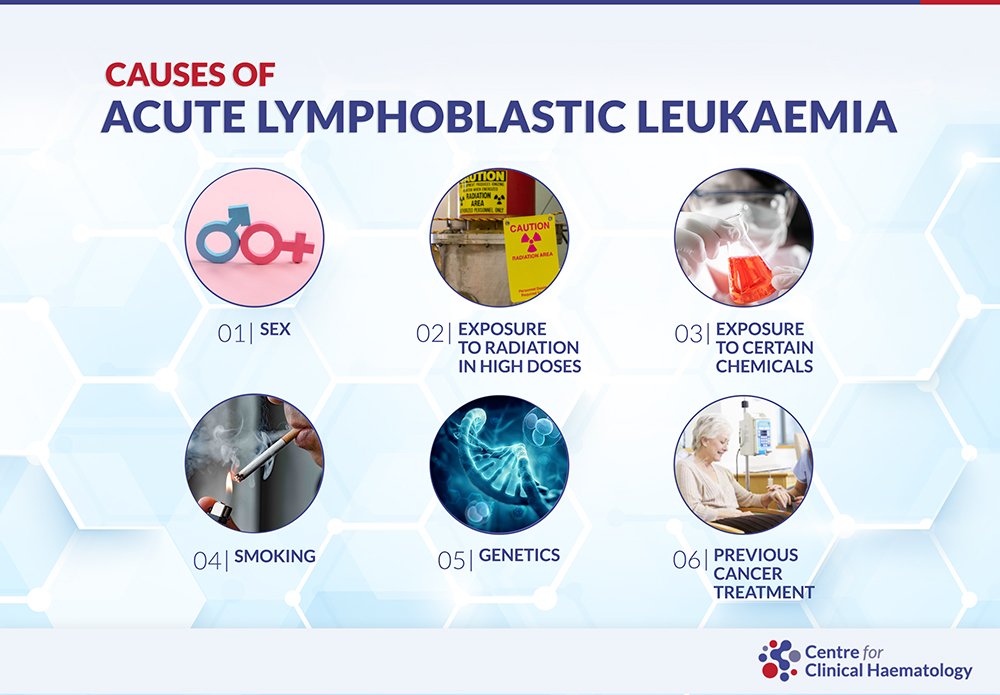 CAUSES OF
ACUTE LYMPHOBLASTIC LEUKAEMIA
CAUTION
RADIATION
AREA
CAUTION
RADIATION AREA
01| SEX
02| EXPOSURE
TO RADIATION
IN HIGH DOSES
03| EXPOSURE
TO CERTAIN
CHEMICALS
04| SMOKING
05| GENETICS
06| PREVIOUS
CANCER
TREATMENT
Centre for
Clinical Haematology